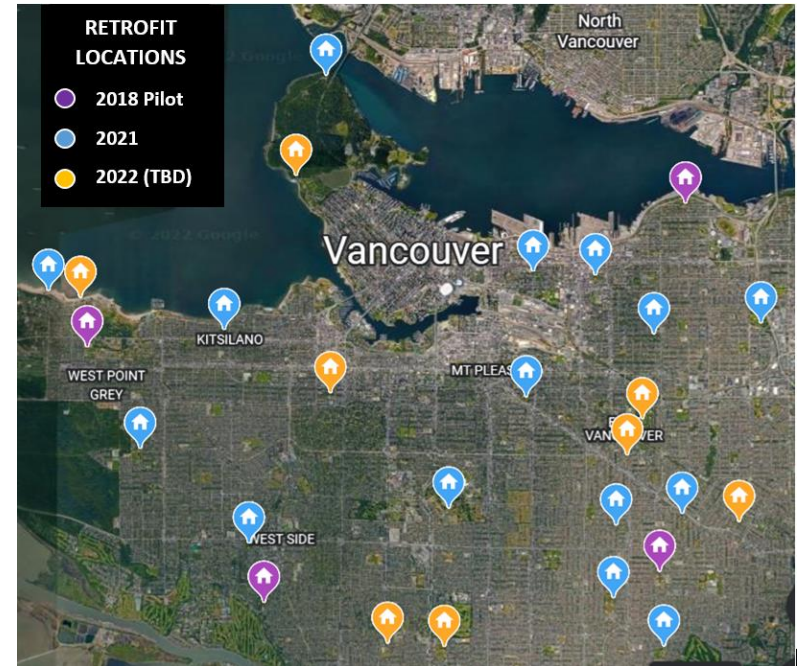 RETROFIT
LOCATIONS
2018 Pilot
2021
2022 (TBD)
North
Vancouver
Vancouver
KITSILANO
WEST POINT
GREY
MT PLEAS
WEST SIDE
© 2022 Google